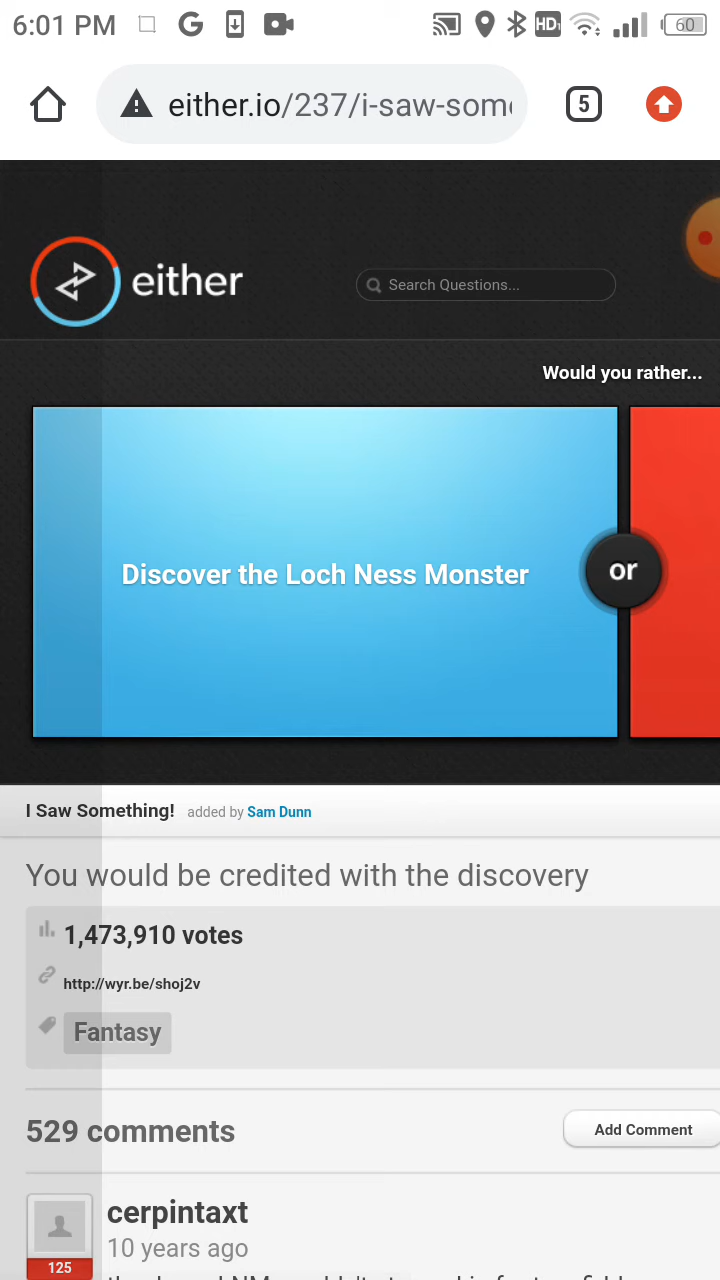 6:01 PM HD1 60
either.io/237/i-saw-som 5
either Search Questions...
Would you rather...
Discover the Loch Ness Monster or
I Saw Something! added by Sam Dunn
You would be credited with the discovery
1,473,910 votes
http://wyr.be/shoj2v
Fantasy
529 comments Add Comment
cerpintaxt
10 years ago
125